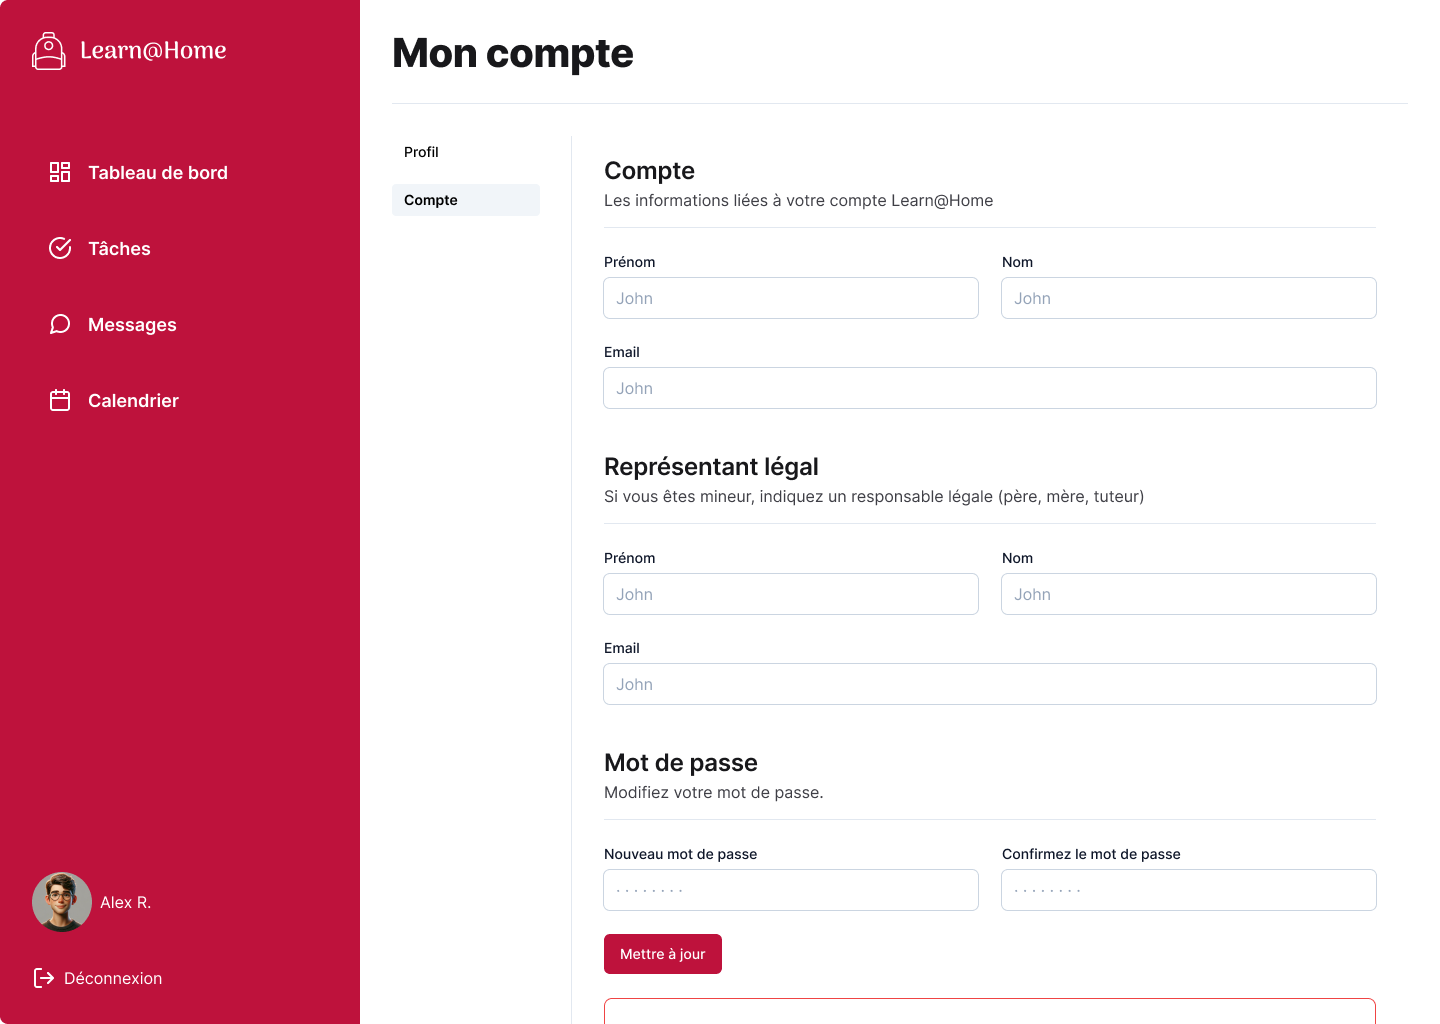 Learn@Home
Tableau de bord
Tâches
Messages
Calendrier
Alex R.
Déconnexion
Mon compte
Profil
Compte
Compte
Les informations liées à votre compte Learn@Home
Prénom
Nom
John
John
Email
John
Représentant légal
Si vous êtes mineur, indiquez un responsable légale (père, mère, tuteur)
Prénom
Nom
John
John
Email
John
Mot de passe
Modifiez votre mot de passe.
Nouveau mot de passe
Confirmez le mot de passe
. . . . . . . .
. . . . . . . .
Mettre à jour